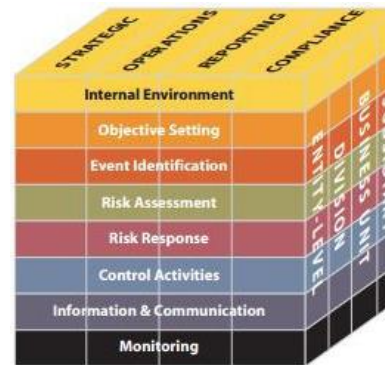 STRATEGIC
OPERATIONS
REPORTING
COMPLIANCE
Internal Environment
Objective Setting
Event Identification
Risk Assessment
Risk Response
Control Activities
Information & Communication
Monitoring
ENTITY-LEVEL
DIVISION
BUSINESS UNIT